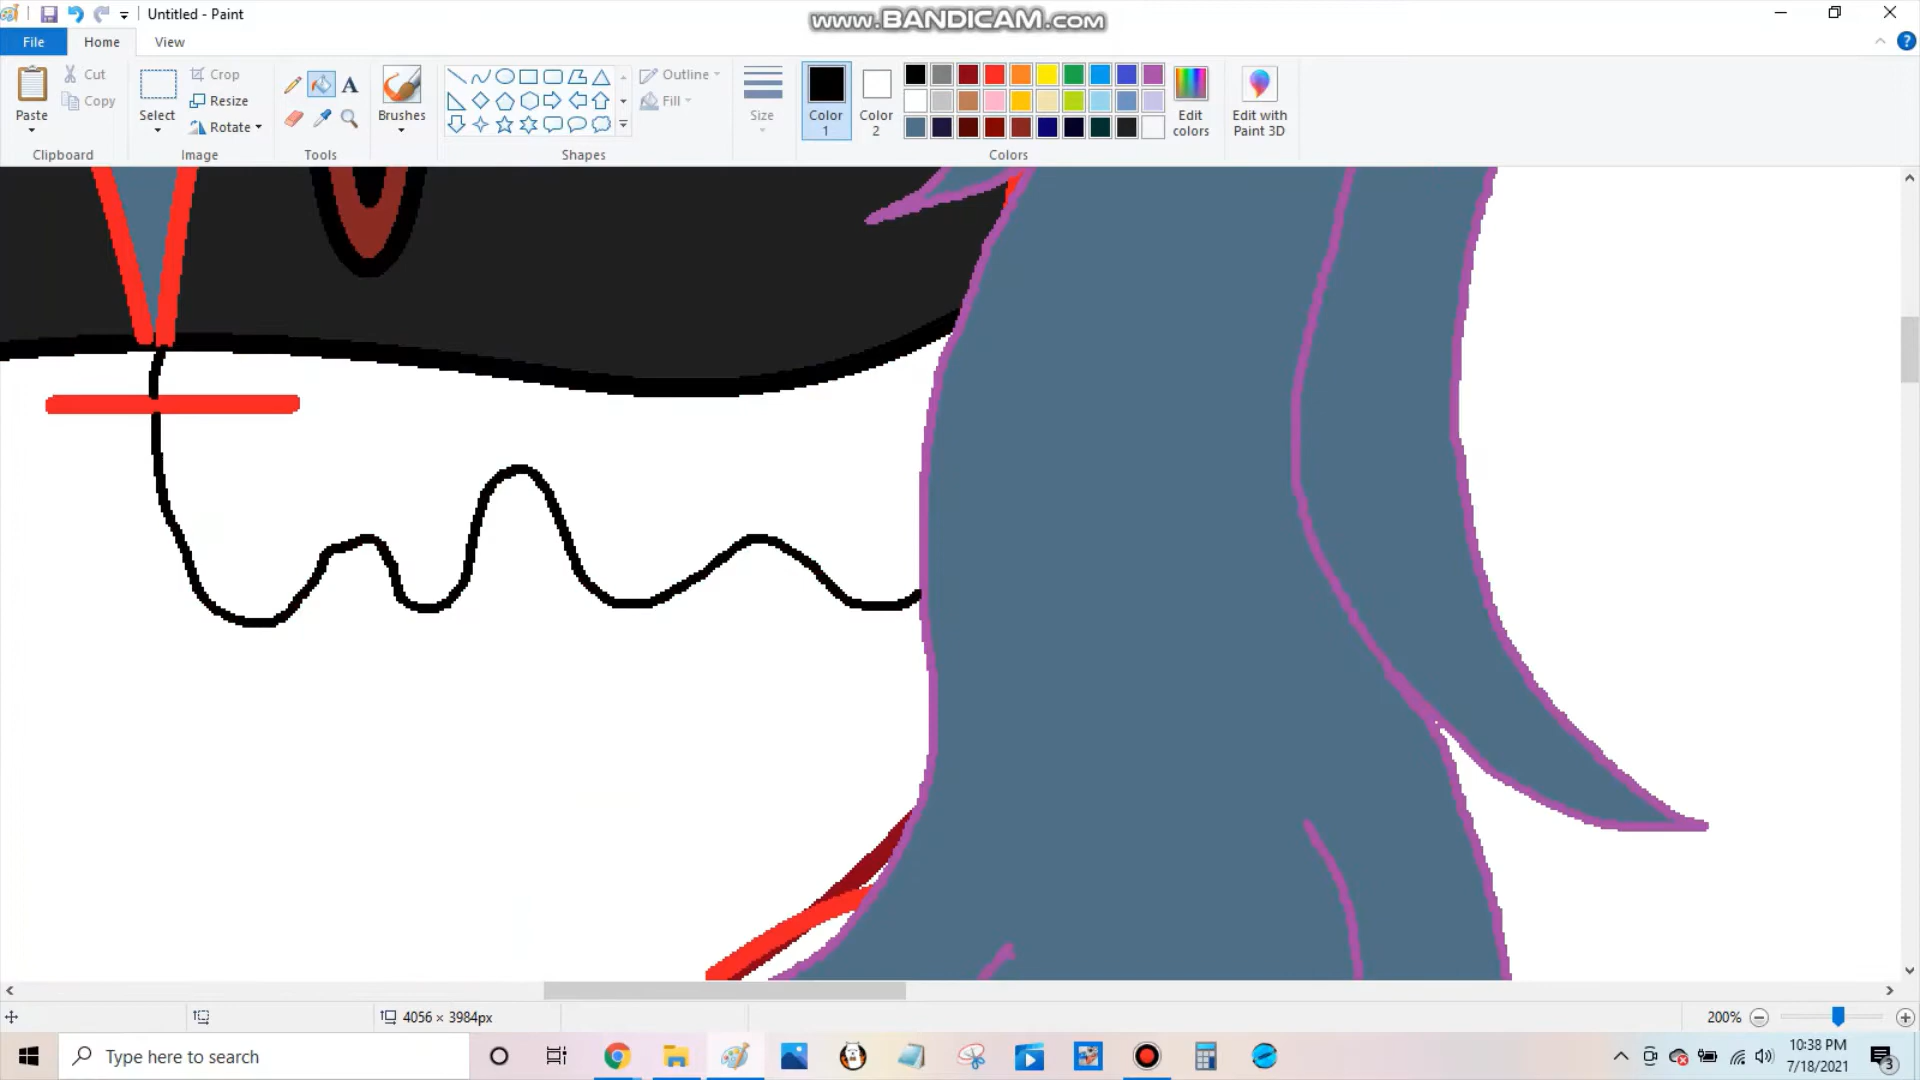 Untitled - Paint
www.BANDICAM.com
File Home View
Paste
Cut
Copy
Clipboard
Select
Crop
Resize
Rotate
Image
A
Tools
Brushes
Shapes
Outline
Fill
Size
Color 1
Color 2
Colors
Edit colors
Edit with Paint 3D
4056 × 3984px
200%
Type here to search
10:38 PM
7/18/2021
3